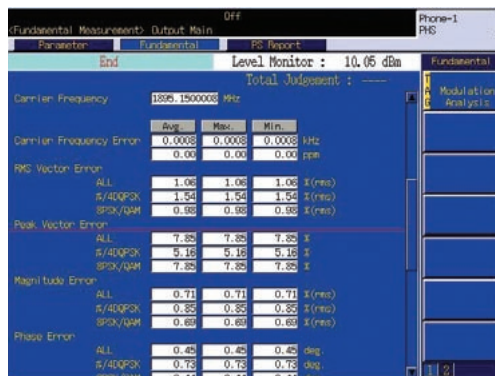 Off
Phone-1
<Fundamental Measurement> Output Main
PHS
Parameter Fundamental PS Report
End Level Monitor : 10.05 dBm Fundamental
Total Judgement : ----
Modulation Analysis
Carrier Frequency 1895.1500008 MHz
Avg. Max. Min.
Carrier Frequency Error 0.0008 0.0008 0.0008 kHz
0.00 0.00 0.00 ppm
RMS Vector Error
ALL 1.06 1.06 1.06 %(rms)
π/4DQPSK 1.54 1.54 1.54 %(rms)
8PSK/QAM 0.98 0.98 0.98 %(rms)
Peak Vector Error
ALL 7.85 7.85 7.85 %
π/4DQPSK 5.16 5.16 5.16 %
8PSK/QAM 7.85 7.85 7.85 %
Magnitude Error
ALL 0.71 0.71 0.71 %(rms)
π/4DQPSK 0.85 0.85 0.85 %(rms)
8PSK/QAM 0.69 0.69 0.69 %(rms)
Phase Error
ALL 0.45 0.45 0.45 deg.
π/4DQPSK 0.73 0.73 0.73 deg.
1 2